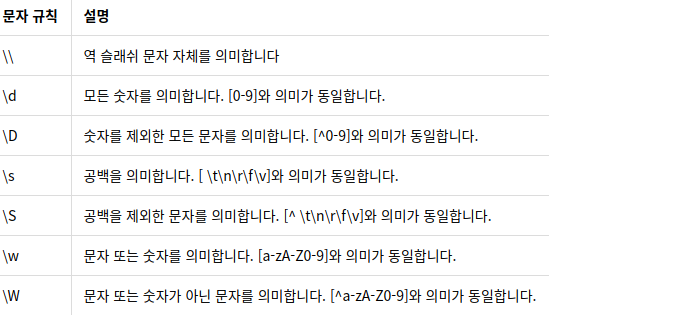 문자 규칙 설명
\\ 역 슬래쉬 문자 자체를 의미합니다
\d 모든 숫자를 의미합니다. [0-9]와 의미가 동일합니다.
\D 숫자를 제외한 모든 문자를 의미합니다. [^0-9]와 의미가 동일합니다.
\s 공백을 의미합니다. [ \t\n\r\f\v]와 의미가 동일합니다.
\S 공백을 제외한 문자를 의미합니다. [^ \t\n\r\f\v]와 의미가 동일합니다.
\w 문자 또는 숫자를 의미합니다. [a-zA-Z0-9]와 의미가 동일합니다.
\W 문자 또는 숫자가 아닌 문자를 의미합니다. [^a-zA-Z0-9]와 의미가 동일합니다.